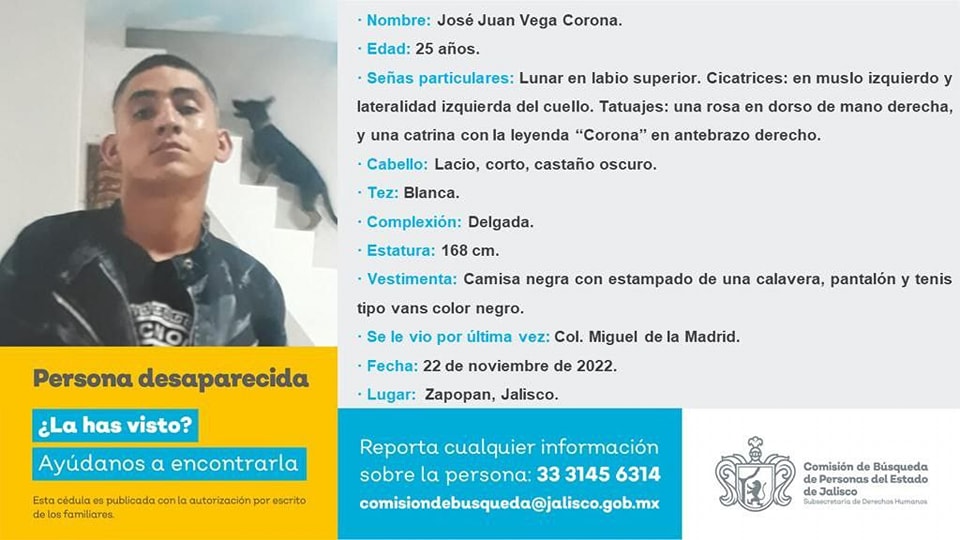 · Nombre: José Juan Vega Corona.
· Edad: 25 años.
· Señas particulares: Lunar en labio superior. Cicatrices: en muslo izquierdo y
lateralidad izquierda del cuello. Tatuajes: una rosa en dorso de mano derecha,
y una catrina con la leyenda “Corona” en antebrazo derecho.
· Cabello: Lacio, corto, castaño oscuro.
· Tez: Blanca.
· Complexión: Delgada.
· Estatura: 168 cm.
· Vestimenta: Camisa negra con estampado de una calavera, pantalón y tenis
tipo vans color negro.
· Se le vio por última vez: Col. Miguel de la Madrid.
· Fecha: 22 de noviembre de 2022.
· Lugar: Zapopan, Jalisco.
Persona desaparecida
¿La has visto?
Ayúdanos a encontrarla
Esta cédula es publicada con la autorización por escrito
de los familiares.
Reporta cualquier información
sobre la persona: 33 3145 6314
comisiondebusqueda@jalisco.gob.mx
Comisión de Búsqueda
de Personas del Estado
de Jalisco
Subsecretaría de Derechos Humanos